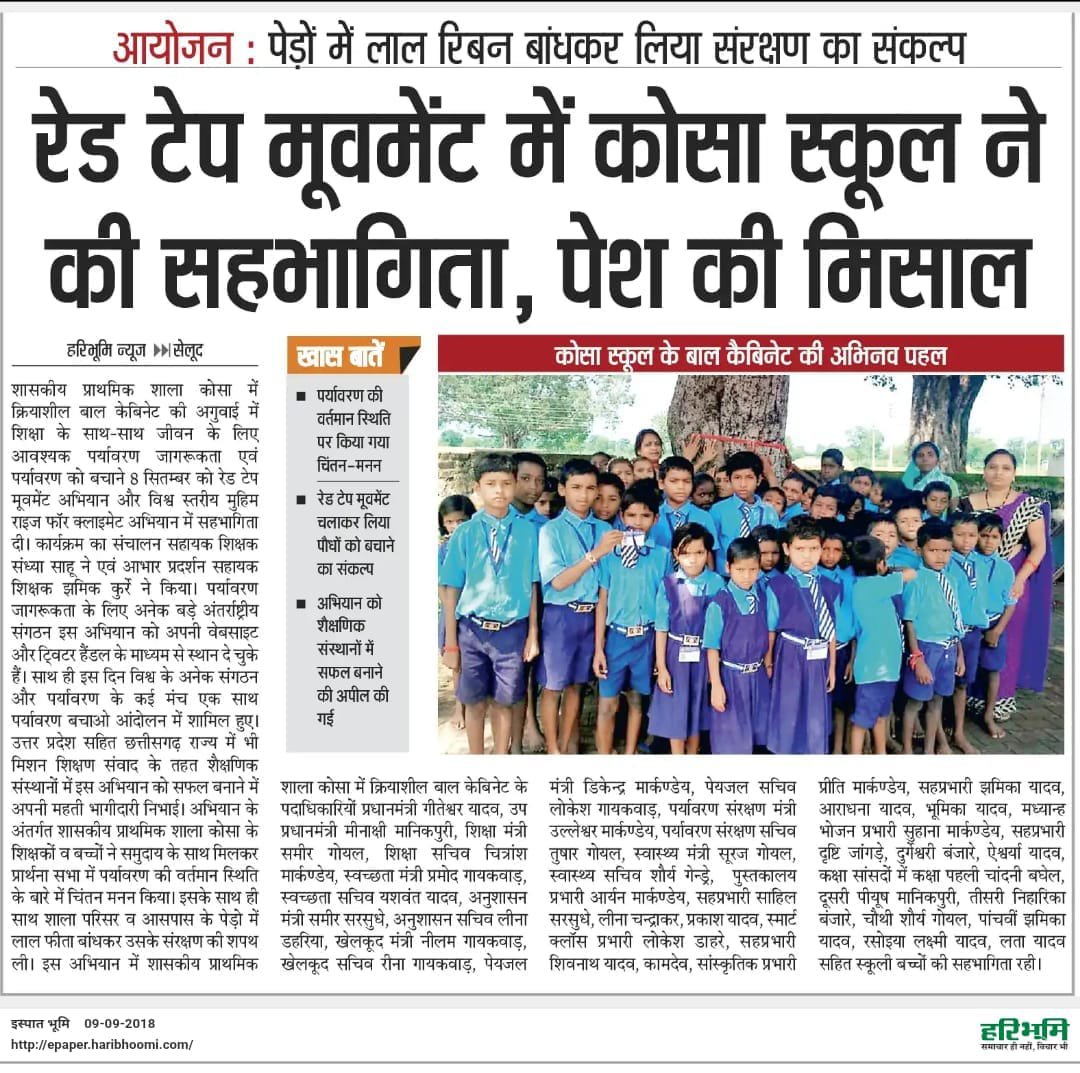 आयोजन : पेड़ों में लाल रिबन बांधकर लिया संरक्षण का संकल्प
रेड टेप मूवमेंट में कोसा स्कूल ने
की सहभागिता, पेश की मिसाल
हरिभूमि न्यूज ▶▶| सेलूद
शासकीय प्राथमिक शाला कोसा में
क्रियाशील बाल केबिनेट की अगुवाई में
शिक्षा के साथ-साथ जीवन के लिए
आवश्यक पर्यावरण जागरूकता एवं
पर्यावरण को बचाने 8 सितम्बर को रेड टेप
मूवमेंट अभियान और विश्व स्तरीय मुहिम
राइज फॉर क्लाइमेट अभियान में सहभागिता
दी। कार्यक्रम का संचालन सहायक शिक्षक
संध्या साहू ने एवं आभार प्रदर्शन सहायक
शिक्षक झमिक कुर्रे ने किया। पर्यावरण
जागरूकता के लिए अनेक बड़े अंतर्राष्ट्रीय
संगठन इस अभियान को अपनी वेबसाइट
और ट्विटर हैंडल के माध्यम से स्थान दे चुके
हैं। साथ ही इस दिन विश्व के अनेक संगठन
और पर्यावरण के कई मंच एक साथ
पर्यावरण बचाओ आंदोलन में शामिल हुए।
उत्तर प्रदेश सहित छत्तीसगढ़ राज्य में भी
मिशन शिक्षण संवाद के तहत शैक्षणिक
संस्थानों में इस अभियान को सफल बनाने में
अपनी महती भागीदारी निभाई। अभियान के
अंतर्गत शासकीय प्राथमिक शाला कोसा के
शिक्षकों व बच्चों ने समुदाय के साथ मिलकर
प्रार्थना सभा में पर्यावरण की वर्तमान स्थिति
के बारे में चिंतन मनन किया। इसके साथ ही
साथ शाला परिसर व आसपास के पेड़ो में
लाल फीता बांधकर उसके संरक्षण की शपथ
ली। इस अभियान में शासकीय प्राथमिक
खास बातें
■ पर्यावरण की
वर्तमान स्थिति
पर किया गया
चिंतन-मनन
■ रेड टेप मूवमेंट
चलाकर लिया
पौधों को बचाने
का संकल्प
■ अभियान को
शैक्षणिक
संस्थानों में
सफल बनाने
की अपील की
गई
कोसा स्कूल के बाल कैबिनेट की अभिनव पहल
शाला कोसा में क्रियाशील बाल केबिनेट के
पदाधिकारियों प्रधानमंत्री गीतेश्वर यादव, उप
प्रधानमंत्री मीनाक्षी मानिकपुरी, शिक्षा मंत्री
समीर गोयल, शिक्षा सचिव चित्रांश
मार्कण्डेय, स्वच्छता मंत्री प्रमोद गायकवाड़,
स्वच्छता सचिव यशवंत यादव, अनुशासन
मंत्री समीर सरसुधे, अनुशासन सचिव लीना
डहरिया, खेलकूद मंत्री नीलम गायकवाड़,
खेलकूद सचिव रीना गायकवाड़, पेयजल
मंत्री डिकेन्द्र मार्कण्डेय, पेयजल सचिव
लोकेश गायकवाड़, पर्यावरण संरक्षण मंत्री
उल्लेश्वर मार्कण्डेय, पर्यावरण संरक्षण सचिव
तुषार गोयल, स्वास्थ्य मंत्री सूरज गोयल,
स्वास्थ्य सचिव शौर्य गेन्ड्रे, पुस्तकालय
प्रभारी आर्यन मार्कण्डेय, सहप्रभारी साहिल
सरसुधे, लीना चन्द्राकर, प्रकाश यादव, स्मार्ट
क्लॉस प्रभारी लोकेश डाहरे, सहप्रभारी
शिवनाथ यादव, कामदेव, सांस्कृतिक प्रभारी
प्रीति मार्कण्डेय, सहप्रभारी झमिका यादव,
आराधना यादव, भूमिका यादव, मध्यान्ह
भोजन प्रभारी सुहाना मार्कण्डेय, सहप्रभारी
दृष्टि जांगड़े, दुर्गेश्वरी बंजारे, ऐश्वर्या यादव,
कक्षा सांसदों में कक्षा पहली चांदनी बघेल,
दूसरी पीयूष मानिकपुरी, तीसरी निहारिका
बंजारे, चौथी शौर्य गोयल, पांचवीं झमिका
यादव, रसोइया लक्ष्मी यादव, लता यादव
सहित स्कूली बच्चों की सहभागिता रही।
इस्पात भूमि 09-09-2018
http://epaper.haribhoomi.com/
हरिभूमि
समाचार ही नहीं, विचार भी